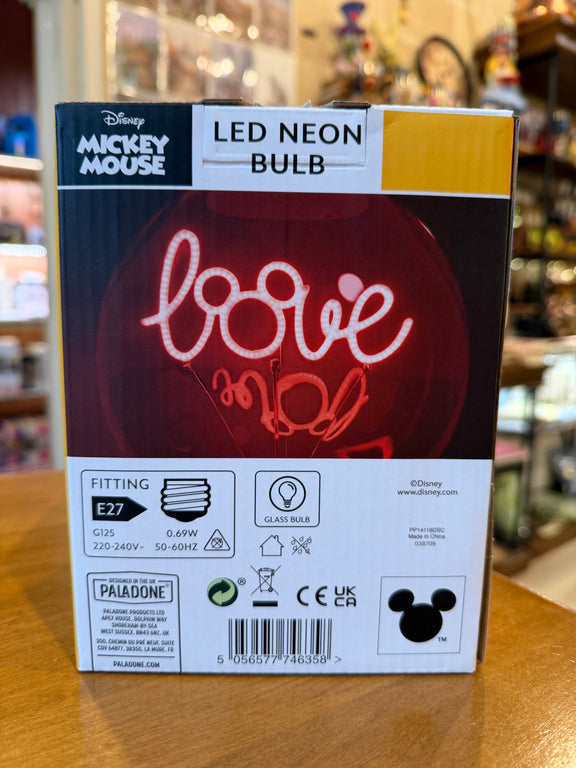 Disney
MICKEY
MOUSE
LED NEON
BULB
love
FITTING
E27
G125
0.69W
220-240V~
50-60HZ
GLASS BULB
©Disney
www.disney.com
PP14118DSC
Made in China
038709
DESIGNED IN THE UK
PALADONE
PALADONE PRODUCTS LTD
APEX HOUSE, DOLPHIN WAY
SHOREHAM-BY-SEA
WEST SUSSEX, BN43 6NZ, UK
350, CHEMIN DU PRÉ NEUF, SUITE
CDV 64877, 38350, LA MURE, FR
PALADONE.COM
®
CE
UK
CA
TM
5 056577 746358 >